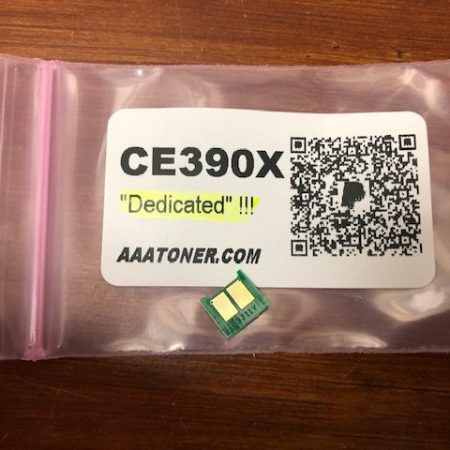 CE390X
"Dedicated" !!!
AAATONER.COM